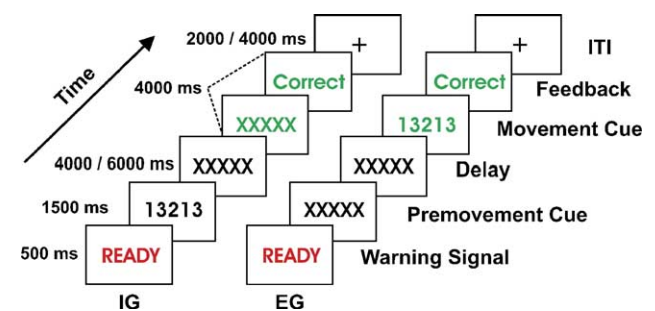 2000 / 4000 ms
+
+
ITI
Correct
Correct
Feedback
Time
4000 ms
XXXXX
13213
Movement Cue
4000 / 6000 ms
XXXXX
XXXXX
Delay
1500 ms
13213
XXXXX
Premovement Cue
500 ms
READY
READY
Warning Signal
IG
EG